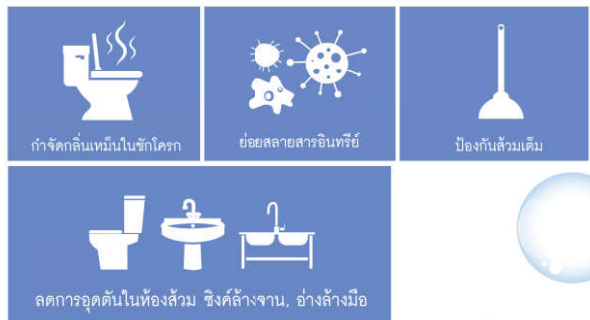 กำจัดกลิ่นเหม็นในชักโครก
ย่อยสลายสารอินทรีย์
ป้องกันส้วมเต็ม
ลดการอุดตันในห้องส้วม ซิงค์ล้างจาน, อ่างล้างมือ